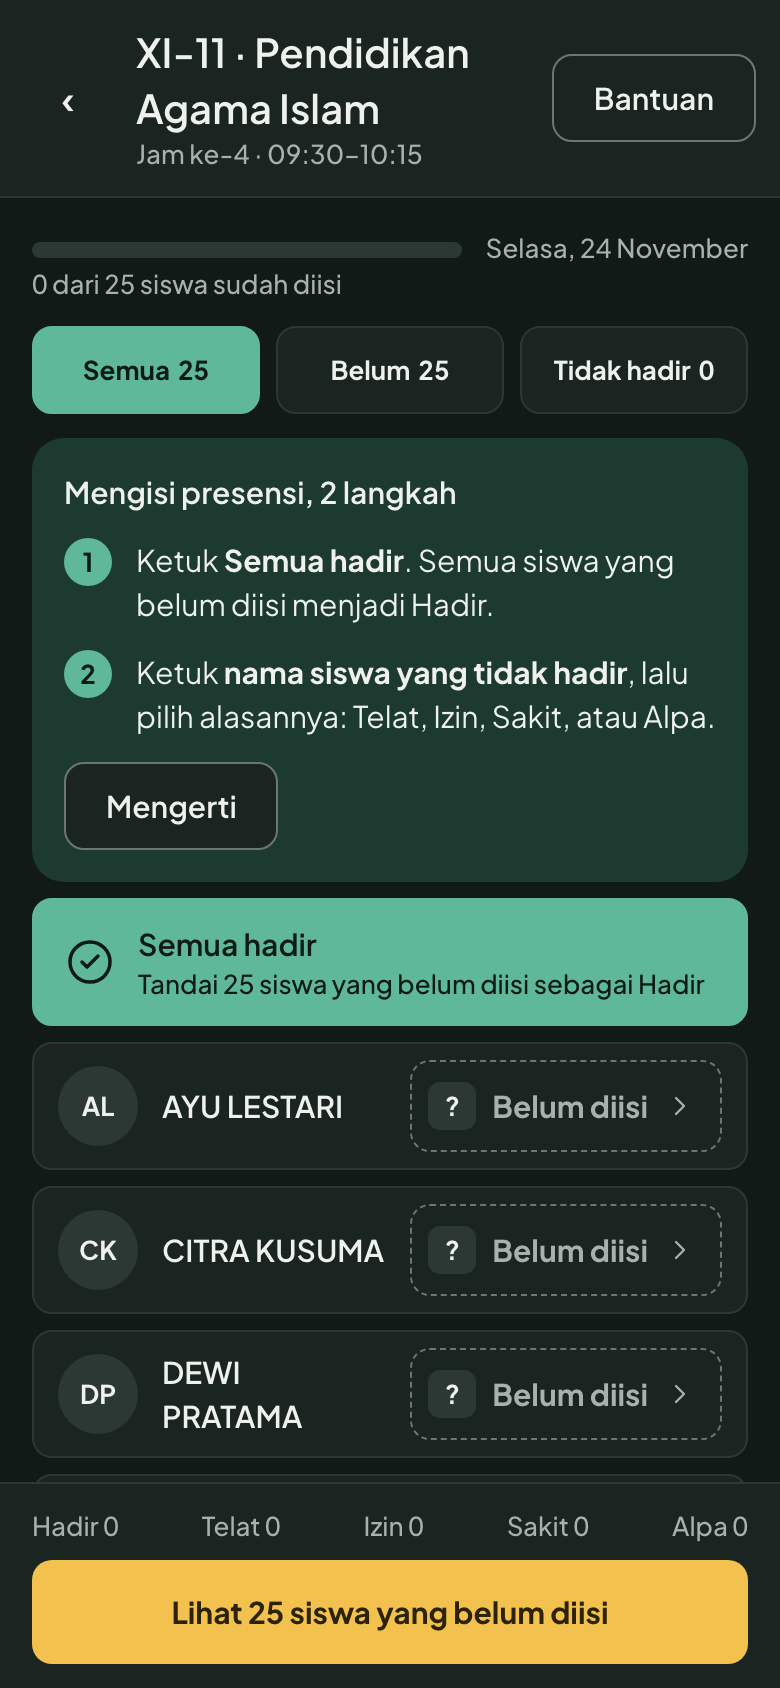 ‹
XI-11 · Pendidikan
Agama Islam
Jam ke-4 · 09:30–10:15
Bantuan
Selasa, 24 November
0 dari 25 siswa sudah diisi
Semua 25
Belum 25
Tidak hadir 0
Mengisi presensi, 2 langkah
1
Ketuk Semua hadir. Semua siswa yang
belum diisi menjadi Hadir.
2
Ketuk nama siswa yang tidak hadir, lalu
pilih alasannya: Telat, Izin, Sakit, atau Alpa.
Mengerti
Semua hadir
Tandai 25 siswa yang belum diisi sebagai Hadir
AL
AYU LESTARI
? Belum diisi
CK
CITRA KUSUMA
? Belum diisi
DP
DEWI
PRATAMA
? Belum diisi
Hadir 0
Telat 0
Izin 0
Sakit 0
Alpa 0
Lihat 25 siswa yang belum diisi